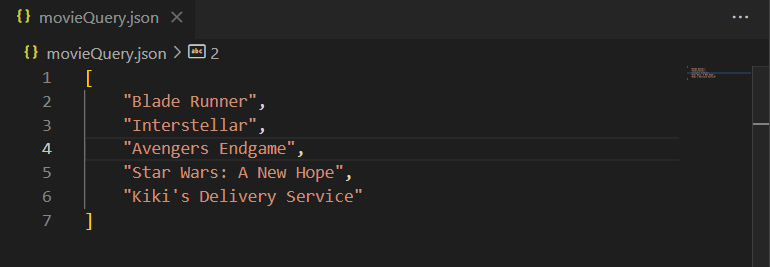 {} movieQuery.json ×
{} movieQuery.json > abc 2
1 [
2 "Blade Runner",
3 "Interstellar",
4 "Avengers Endgame",
5 "Star Wars: A New Hope",
6 "Kiki's Delivery Service"
7 ]